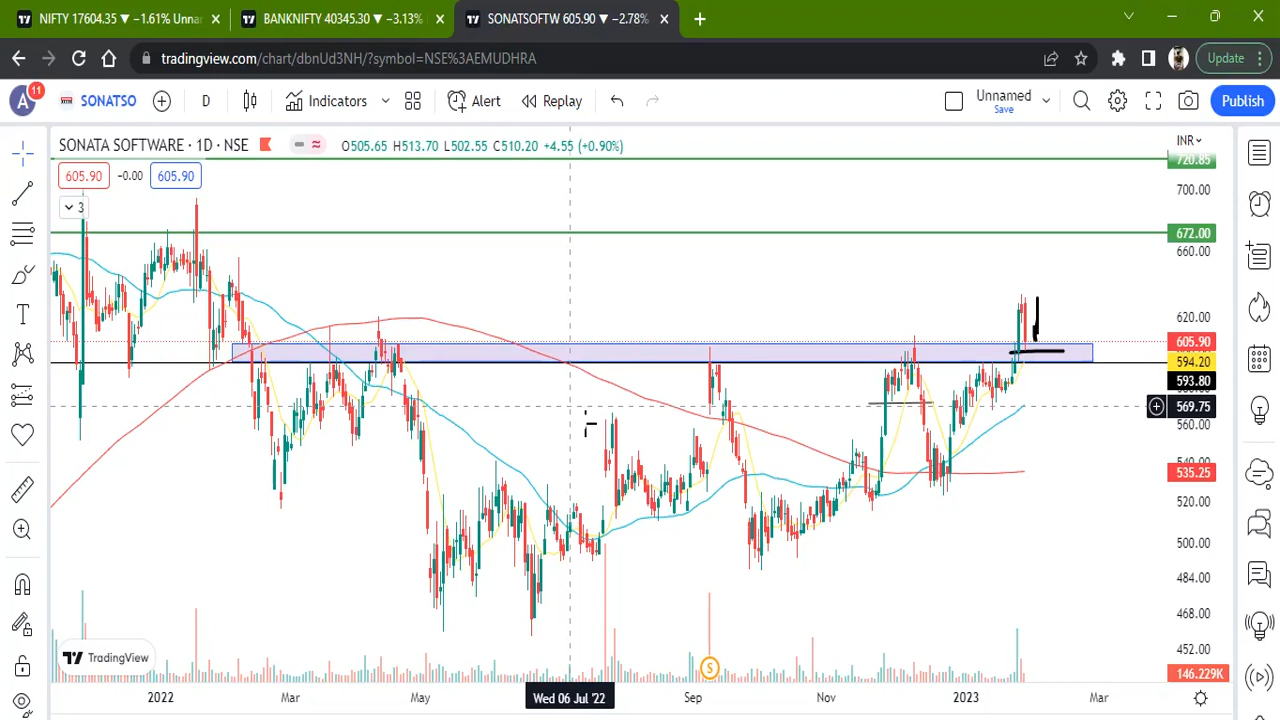 NIFTY 17604.35 ▼ −1.61% Unna
BANKNIFTY 40345.30 ▼ −3.13%
SONATSOFTW 605.90 ▼ −2.78%
tradingview.com/chart/dbnUd3NH/?symbol=NSE%3AEMUDHRA
Update
A 11
SONATSO
D
Indicators
Alert
Replay
Unnamed
Save
Publish
SONATA SOFTWARE · 1D · NSE
O505.65 H513.70 L502.55 C510.20 +4.55 (+0.90%)
INR
605.90
−0.00
605.90
3
720.85
700.00
672.00
660.00
620.00
605.90
594.20
593.80
569.75
560.00
540.00
535.25
520.00
500.00
484.00
468.00
452.00
146.229K
S
TradingView
2022
Mar
May
Wed 06 Jul '22
Sep
Nov
2023
Mar